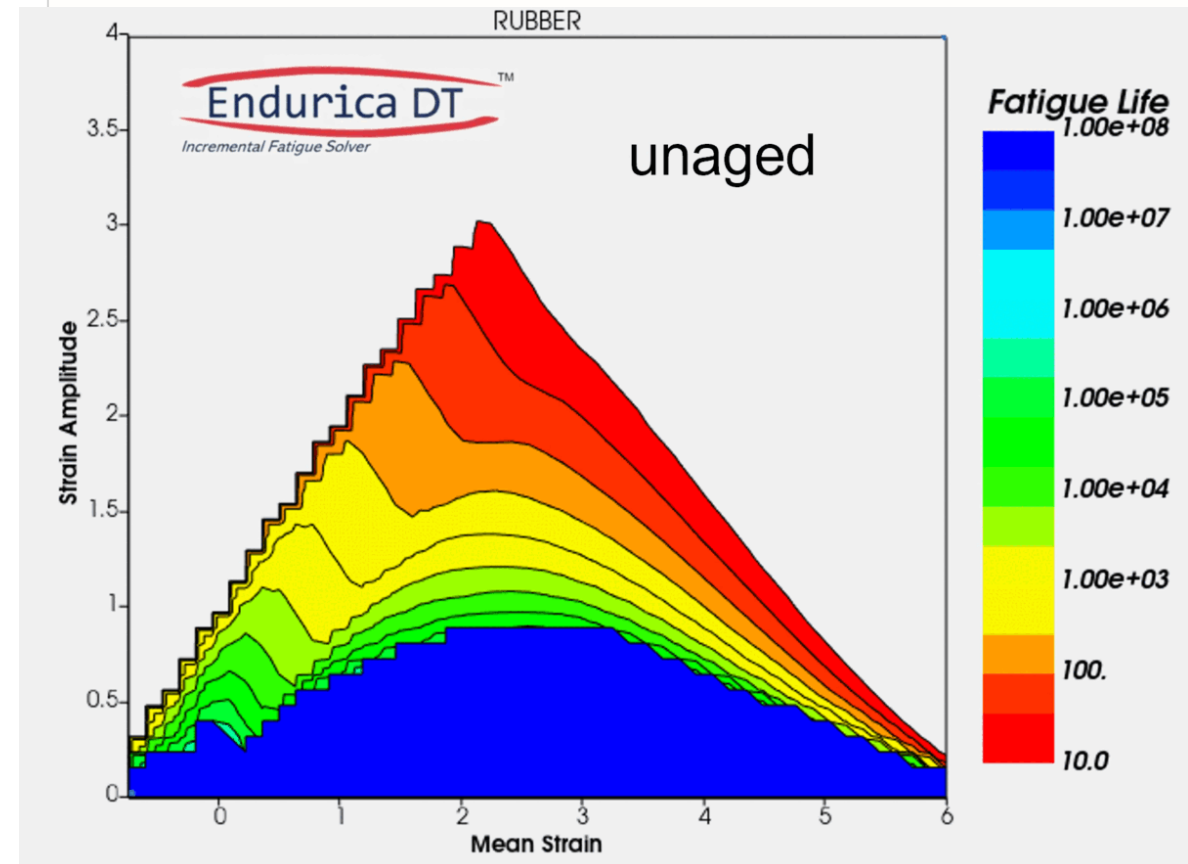 RUBBER
Endurica DT ™
Incremental Fatigue Solver
unaged
4
3.5
3
2.5
2
1.5
1
0.5
0
Strain Amplitude
0 1 2 3 4 5 6
Mean Strain
Fatigue Life
1.00e+08
1.00e+07
1.00e+06
1.00e+05
1.00e+04
1.00e+03
100.
10.0